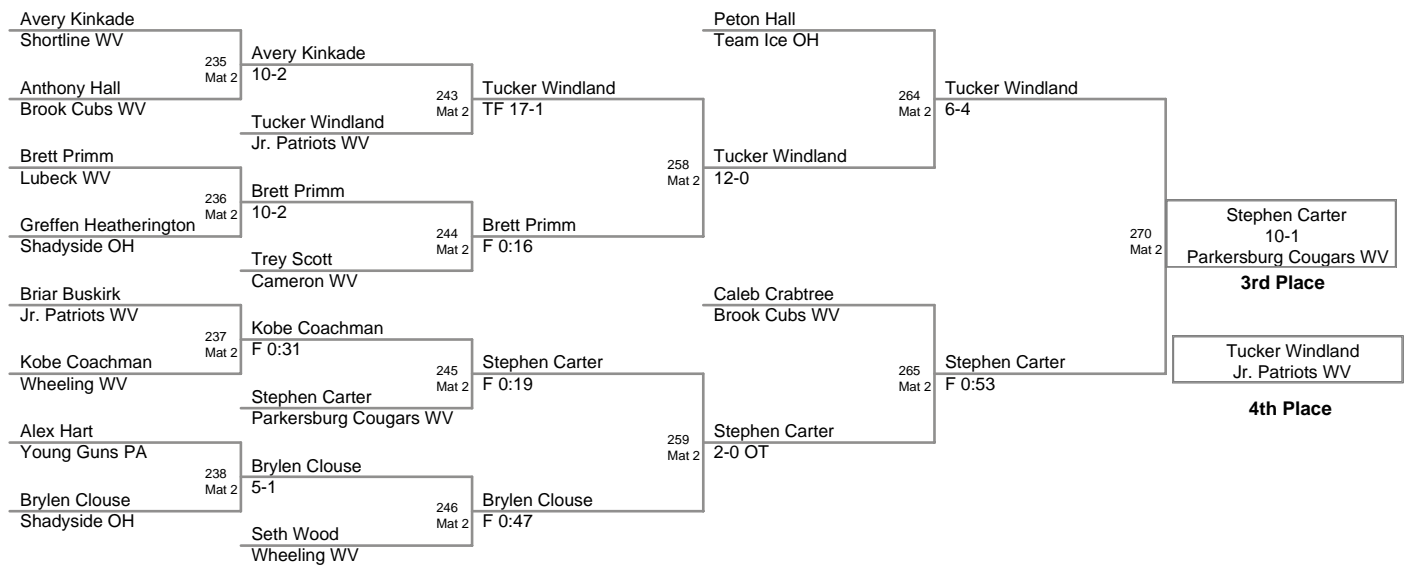 Avery Kinkade
Shortline WV
235
Mat 2
Anthony Hall
Brook Cubs WV
Brett Primm
Lubeck WV
236
Mat 2
Greffen Heatherington
Shadyside OH
Briar Buskirk
Jr. Patriots WV
237
Mat 2
Kobe Coachman
Wheeling WV
Alex Hart
Young Guns PA
238
Mat 2
Brylen Clouse
Shadyside OH
Avery Kinkade
10-2
243
Mat 2
Tucker Windland
Jr. Patriots WV
Brett Primm
10-2
244
Mat 2
Trey Scott
Cameron WV
Kobe Coachman
F 0:31
245
Mat 2
Stephen Carter
Parkersburg Cougars WV
Brylen Clouse
5-1
246
Mat 2
Seth Wood
Wheeling WV
Tucker Windland
TF 17-1
258
Mat 2
Brett Primm
F 0:16
Stephen Carter
F 0:19
259
Mat 2
Brylen Clouse
F 0:47
Peton Hall
Team Ice OH
264
Mat 2
Tucker Windland
12-0
Caleb Crabtree
Brook Cubs WV
265
Mat 2
Stephen Carter
2-0 OT
Tucker Windland
6-4
270
Mat 2
Stephen Carter
F 0:53
Stephen Carter
10-1
Parkersburg Cougars WV
3rd Place
Tucker Windland
Jr. Patriots WV
4th Place